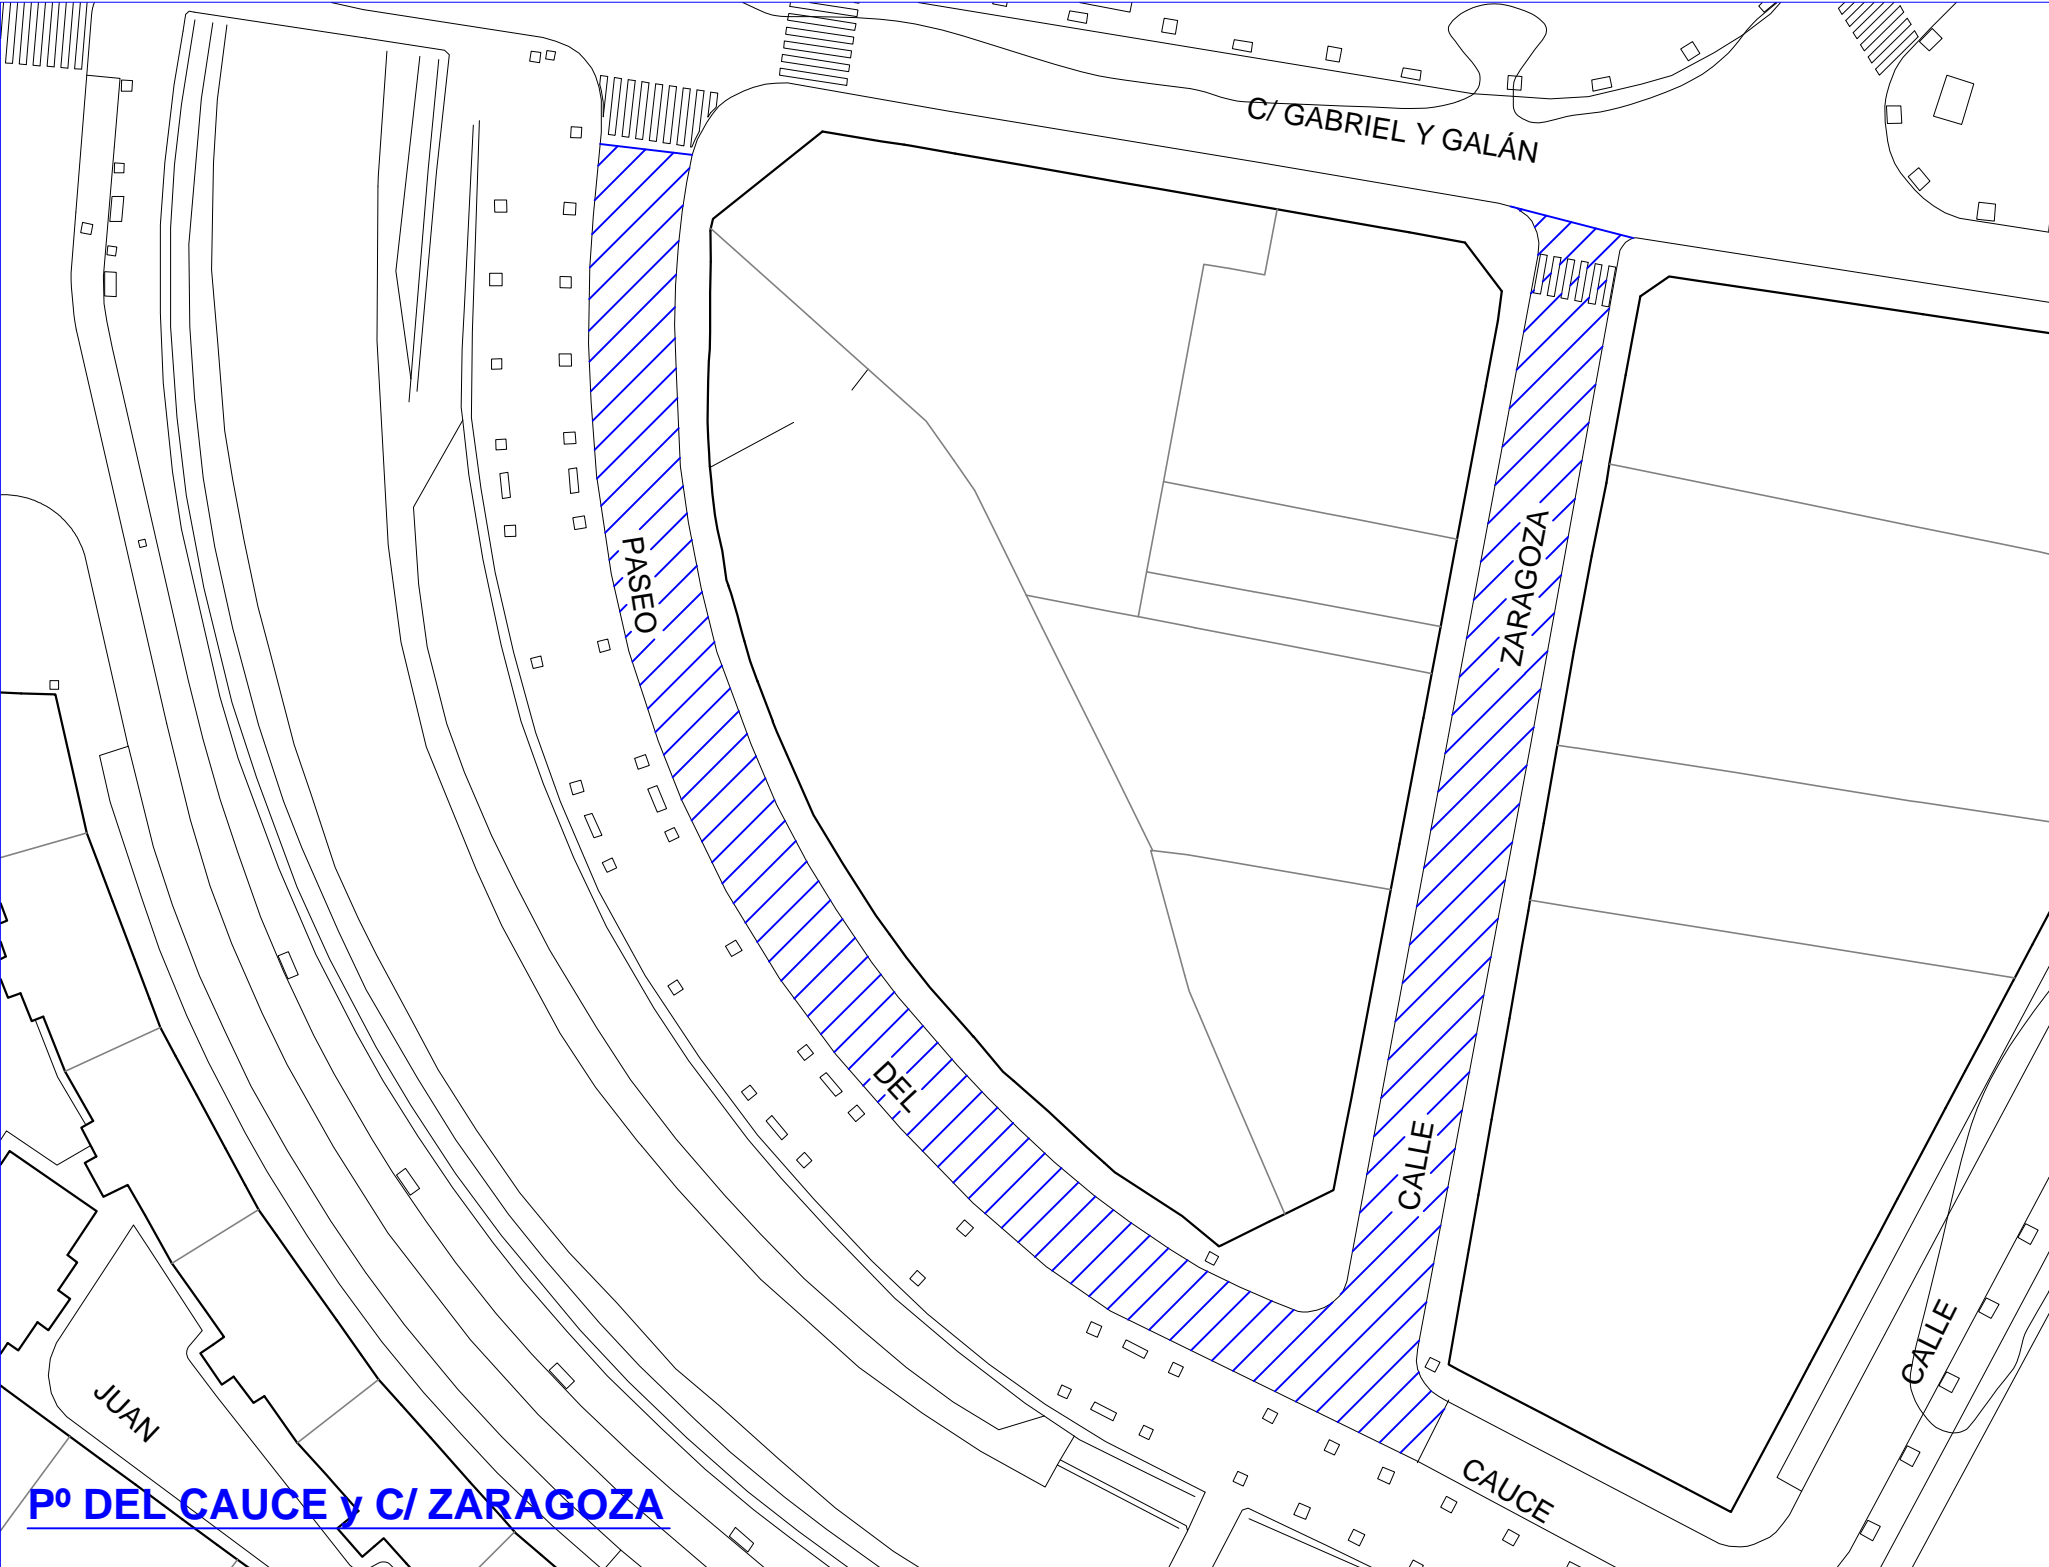 C/ GABRIEL Y GALÁN
PASEO
ZARAGOZA
DEL
CALLE
CALLE
JUAN
CAUCE
Pº DEL CAUCE y C/ ZARAGOZA